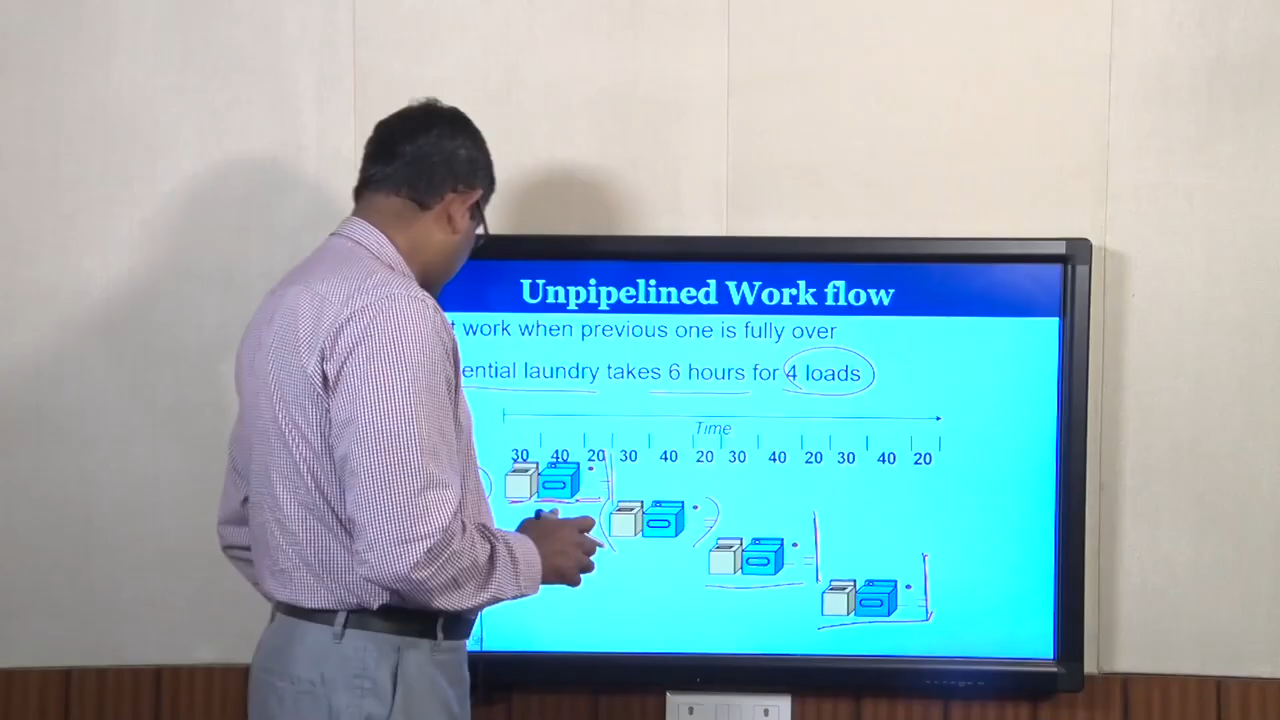 Unpipelined Work flow
work when previous one is fully over
laundry takes 6 hours for 4 loads
Time
30 40 20 30 40 20 30 40 20 30 40 20